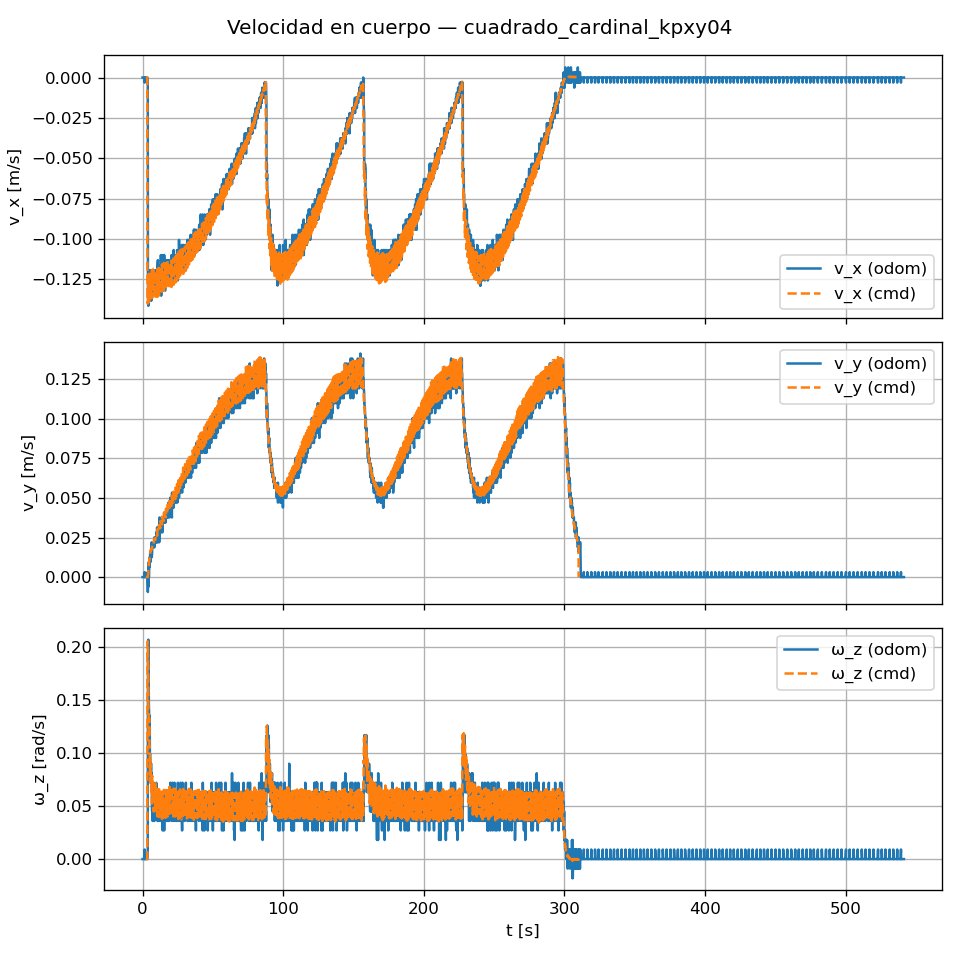 Velocidad en cuerpo — cuadrado_cardinal_kpxy04
0.000
−0.025
−0.050
−0.075
−0.100
−0.125
v_x [m/s]
v_x (odom)
v_x (cmd)
0.125
0.100
0.075
0.050
0.025
0.000
v_y [m/s]
v_y (odom)
v_y (cmd)
0.20
0.15
0.10
0.05
0.00
ω_z [rad/s]
ω_z (odom)
ω_z (cmd)
0 100 200 300 400 500
t [s]